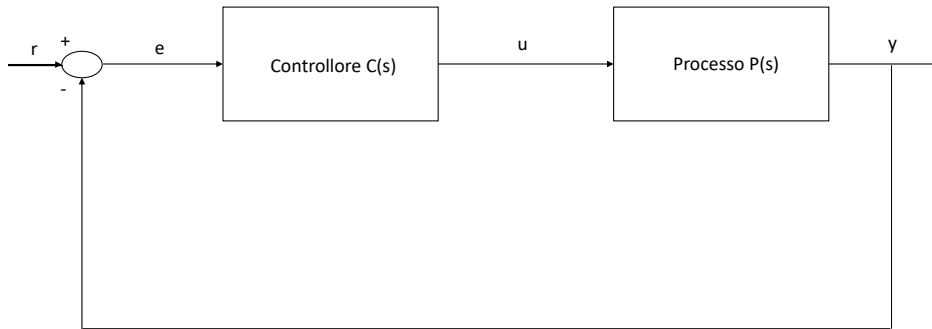 r
+
-
e
Controllore C(s)
u
Processo P(s)
y